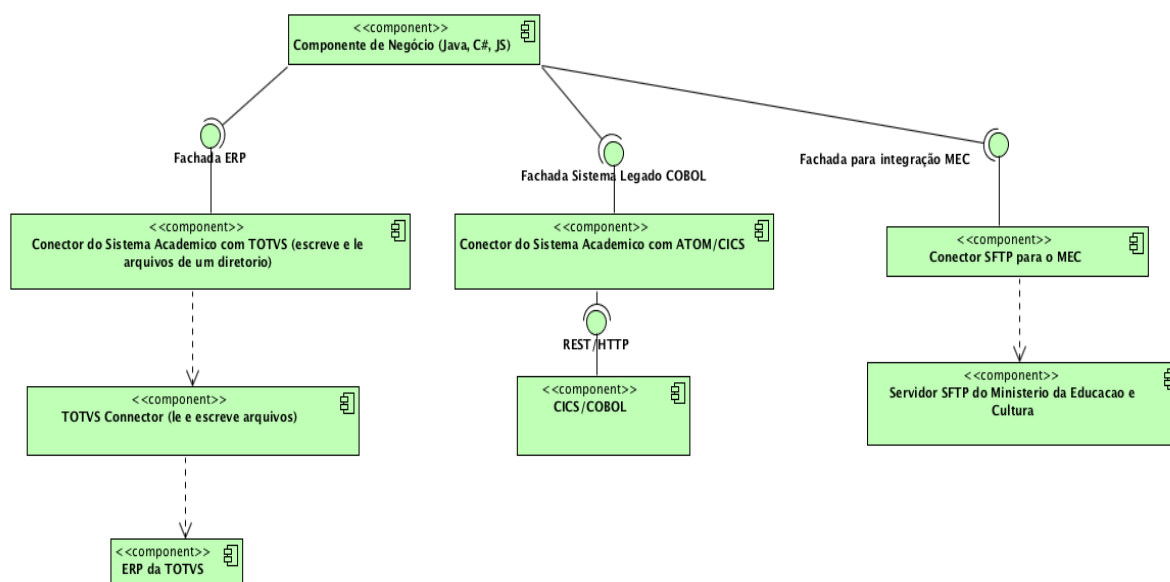 <<component>>
Componente de Negócio (Java, C#, JS)
Fachada ERP
Fachada Sistema Legado COBOL
Fachada para integração MEC
<<component>>
Conector do Sistema Academico com TOTVS (escreve e le
arquivos de um diretorio)
<<component>>
Conector do Sistema Academico com ATOM/CICS
<<component>>
Conector SFTP para o MEC
REST/HTTP
<<component>>
TOTVS Connector (le e escreve arquivos)
<<component>>
CICS/COBOL
<<component>>
Servidor SFTP do Ministerio da Educacao e
Cultura
<<component>>
ERP da TOTVS